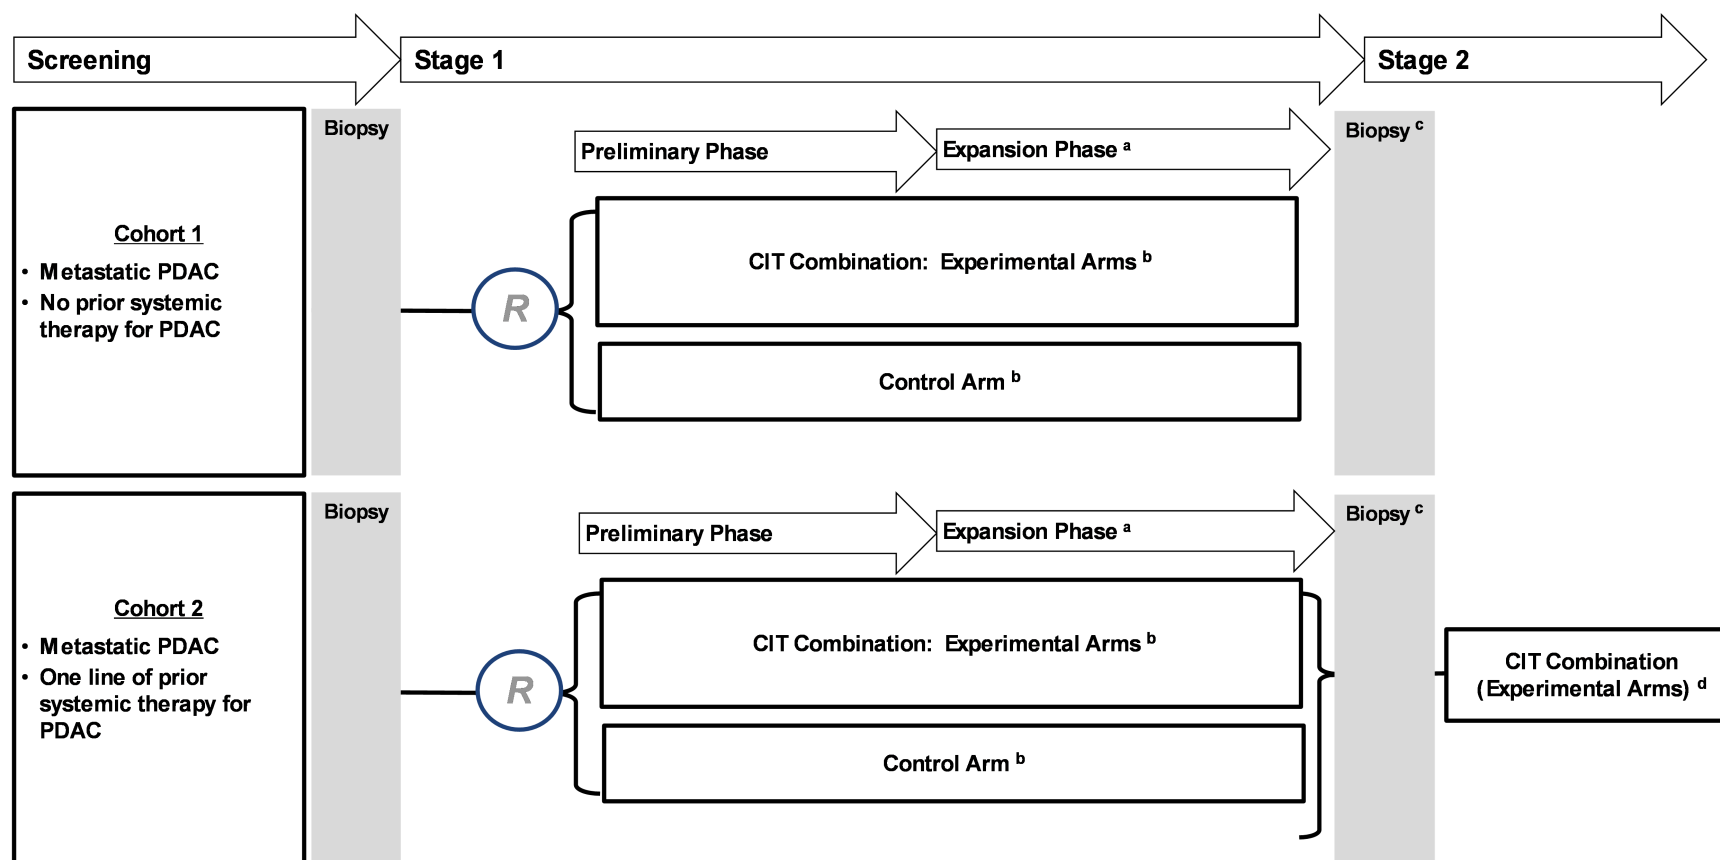 Screening
Stage 1
Stage 2
Biopsy
Preliminary Phase
Expansion Phase a
Biopsy c
Cohort 1
• Metastatic PDAC
• No prior systemic
therapy for PDAC
R
CIT Combination: Experimental Arms b
Control Arm b
Biopsy
Preliminary Phase
Expansion Phase a
Biopsy c
Cohort 2
• Metastatic PDAC
• One line of prior
systemic therapy for
PDAC
R
CIT Combination: Experimental Arms b
Control Arm b
CIT Combination
(Experimental Arms) d